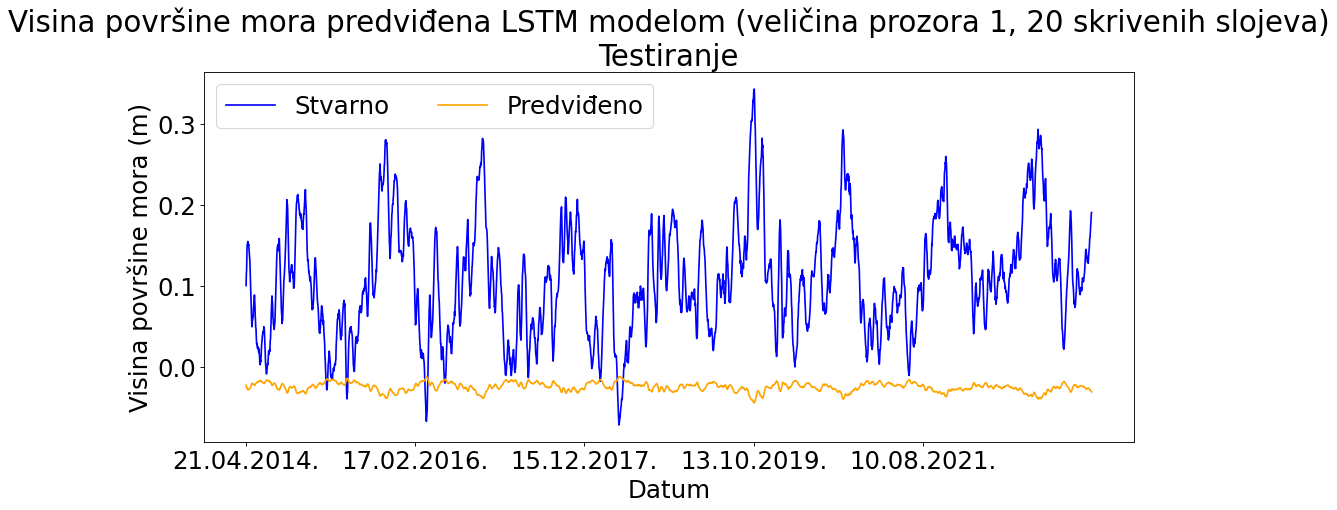 Visina površine mora predviđena LSTM modelom (veličina prozora 1, 20 skrivenih slojeva)
Testiranje
Stvarno
Predviđeno
Visina površine mora (m)
0.3
0.2
0.1
0.0
21.04.2014.
17.02.2016.
15.12.2017.
13.10.2019.
10.08.2021.
Datum